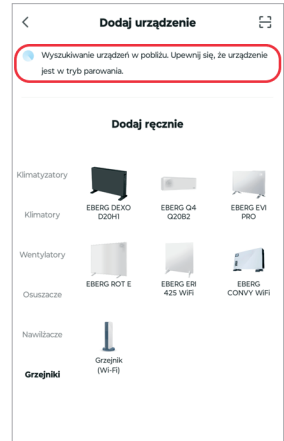 Dodaj urządzenie
Wyszukiwanie urządzeń w pobliżu. Upewnij się, że urządzenie
jest w tryb parowania.
Dodaj ręcznie
Klimatyzatory
Klimatory
Wentylatory
Osuszacze
Nawilżacze
Grzejniki
EBERG DEXO
D20H1
EBERG Q4
Q20B2
EBERG EVI
PRO
EBERG ROT E
EBERG ERI
425 WiFi
EBERG
CONVY WiFi
Grzejnik
(Wi-Fi)